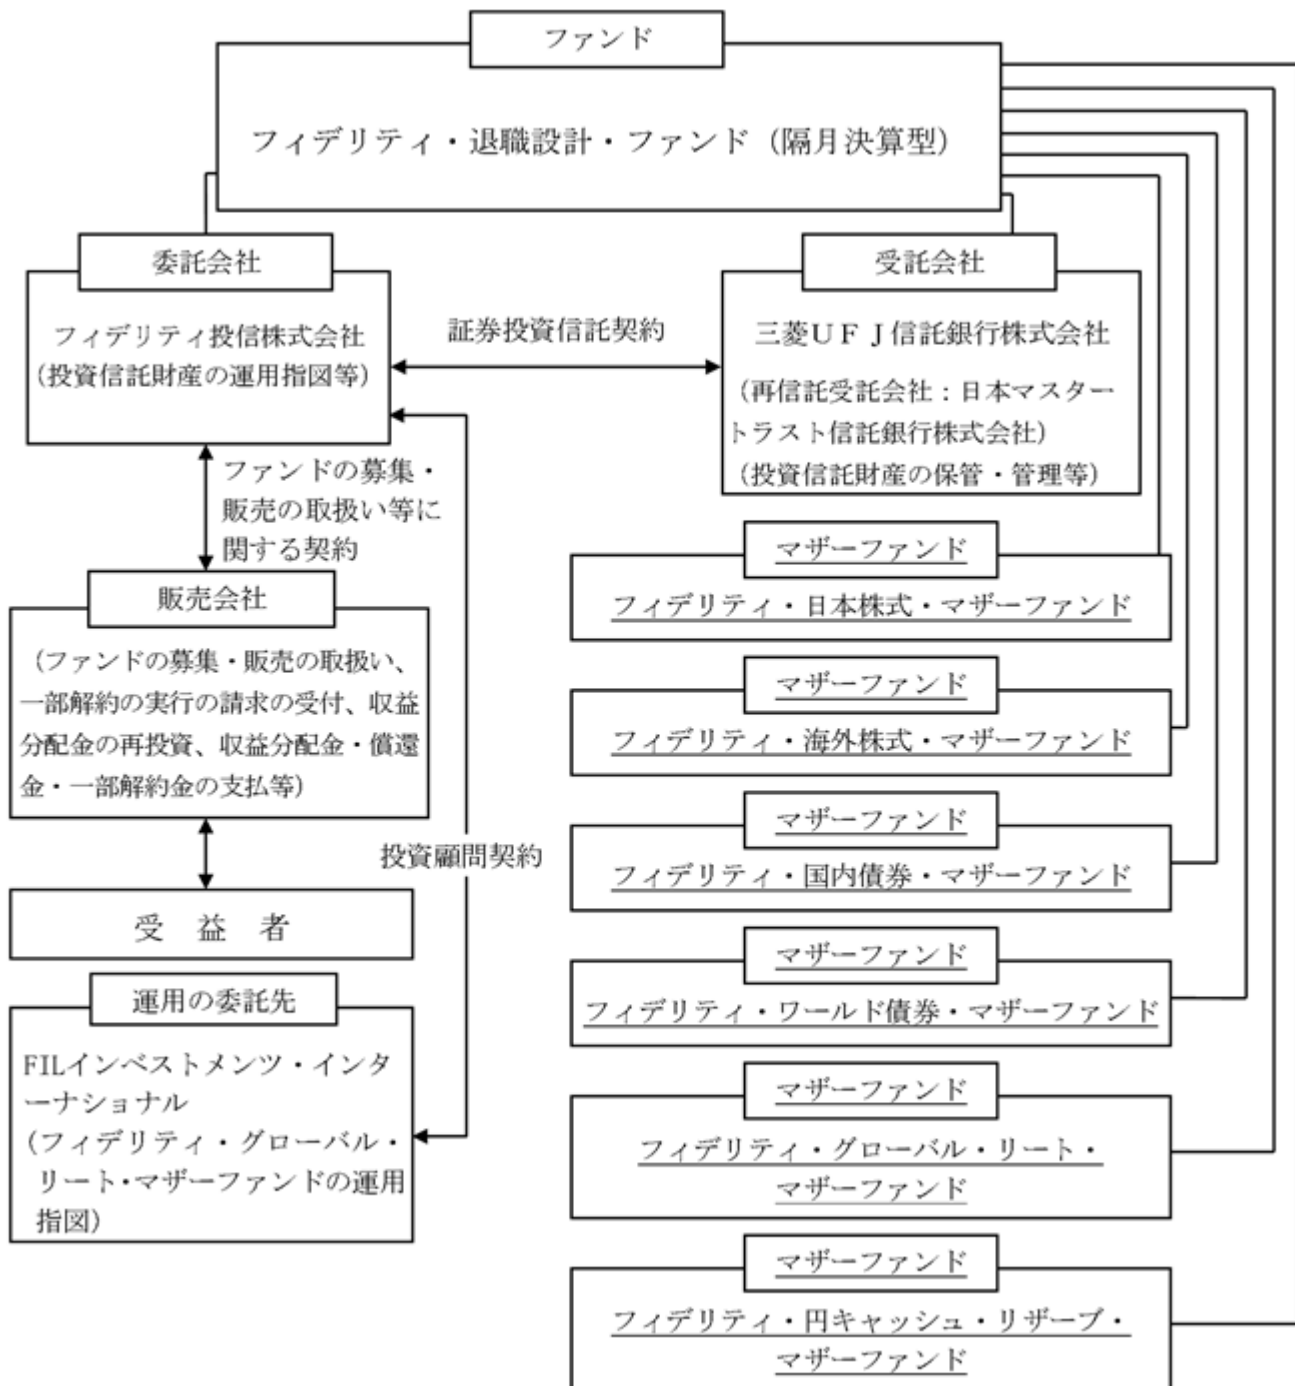 ファンド
フィデリティ・退職設計・ファンド（隔月決算型）
委託会社
フィデリティ投信株式会社
（投資信託財産の運用指図等）
証券投資信託契約
受託会社
三菱ＵＦＪ信託銀行株式会社
（再信託受託会社：日本マスター
トラスト信託銀行株式会社）
（投資信託財産の保管・管理等）
ファンドの募集・
販売の取扱い等に
関する契約
販売会社
（ファンドの募集・販売の取扱い、
一部解約の実行の請求の受付、収益
分配金の再投資、収益分配金・償還
金・一部解約金の支払等）
投資顧問契約
受　益　者
運用の委託先
FILインベストメンツ・インタ
ーナショナル
（フィデリティ・グローバル・
リート・マザーファンドの運用
指図）
マザーファンド
フィデリティ・日本株式・マザーファンド
マザーファンド
フィデリティ・海外株式・マザーファンド
マザーファンド
フィデリティ・国内債券・マザーファンド
マザーファンド
フィデリティ・ワールド債券・マザーファンド
マザーファンド
フィデリティ・グローバル・リート・
マザーファンド
マザーファンド
フィデリティ・円キャッシュ・リザーブ・
マザーファンド